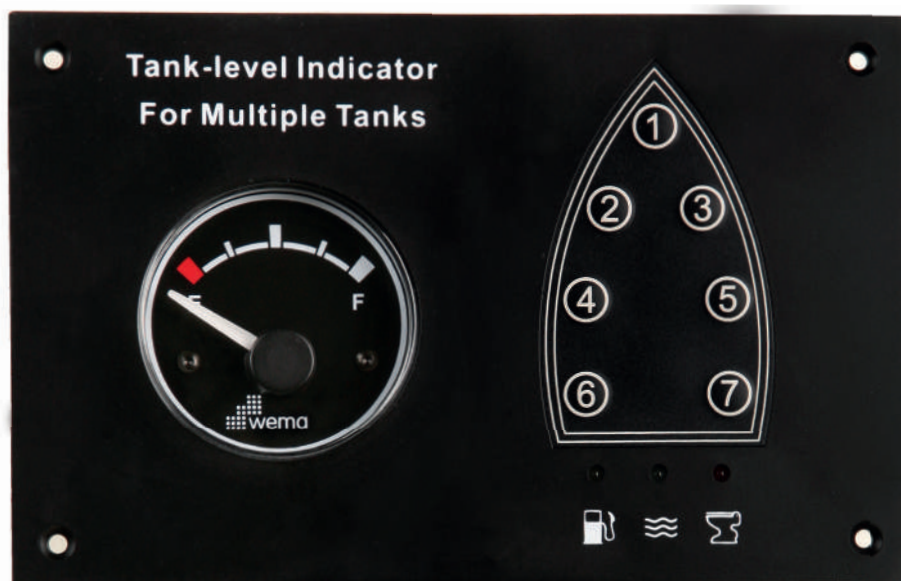 Tank-level Indicator
For Multiple Tanks
E
F
wema
1
2 3
4 5
6 7